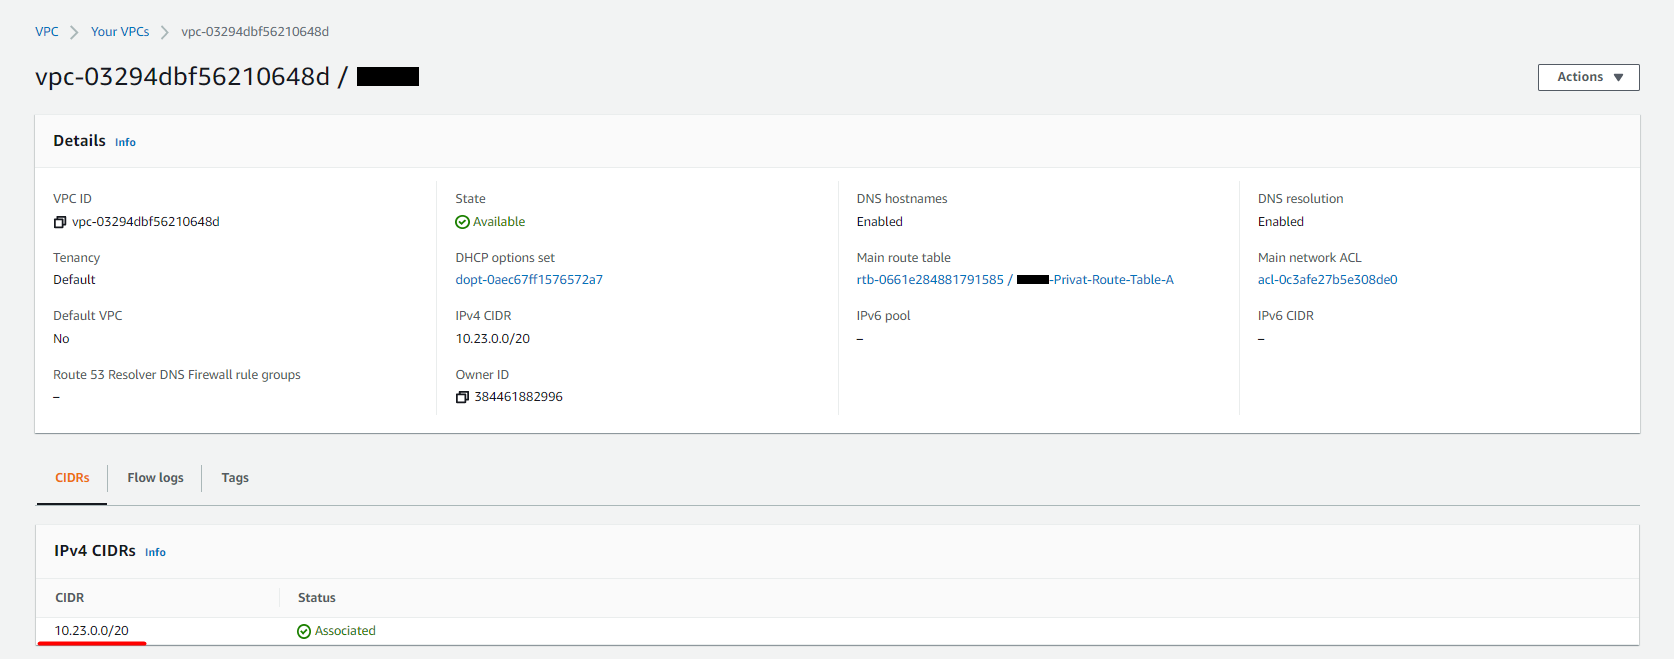 VPC > Your VPCs > vpc-03294dbf56210648d
vpc-03294dbf56210648d /
Actions
Details Info
VPC ID
vpc-03294dbf56210648d
State
Available
DNS hostnames
Enabled
DNS resolution
Enabled
Tenancy
Default
DHCP options set
dopt-0aec67ff1576572a7
Main route table
rtb-0661e284881791585 / -Privat-Route-Table-A
Main network ACL
acl-0c3afe27b5e308de0
Default VPC
No
IPv4 CIDR
10.23.0.0/20
IPv6 pool
–
IPv6 CIDR
–
Route 53 Resolver DNS Firewall rule groups
–
Owner ID
384461882996
CIDRs Flow logs Tags
IPv4 CIDRs Info
CIDR Status
10.23.0.0/20 Associated